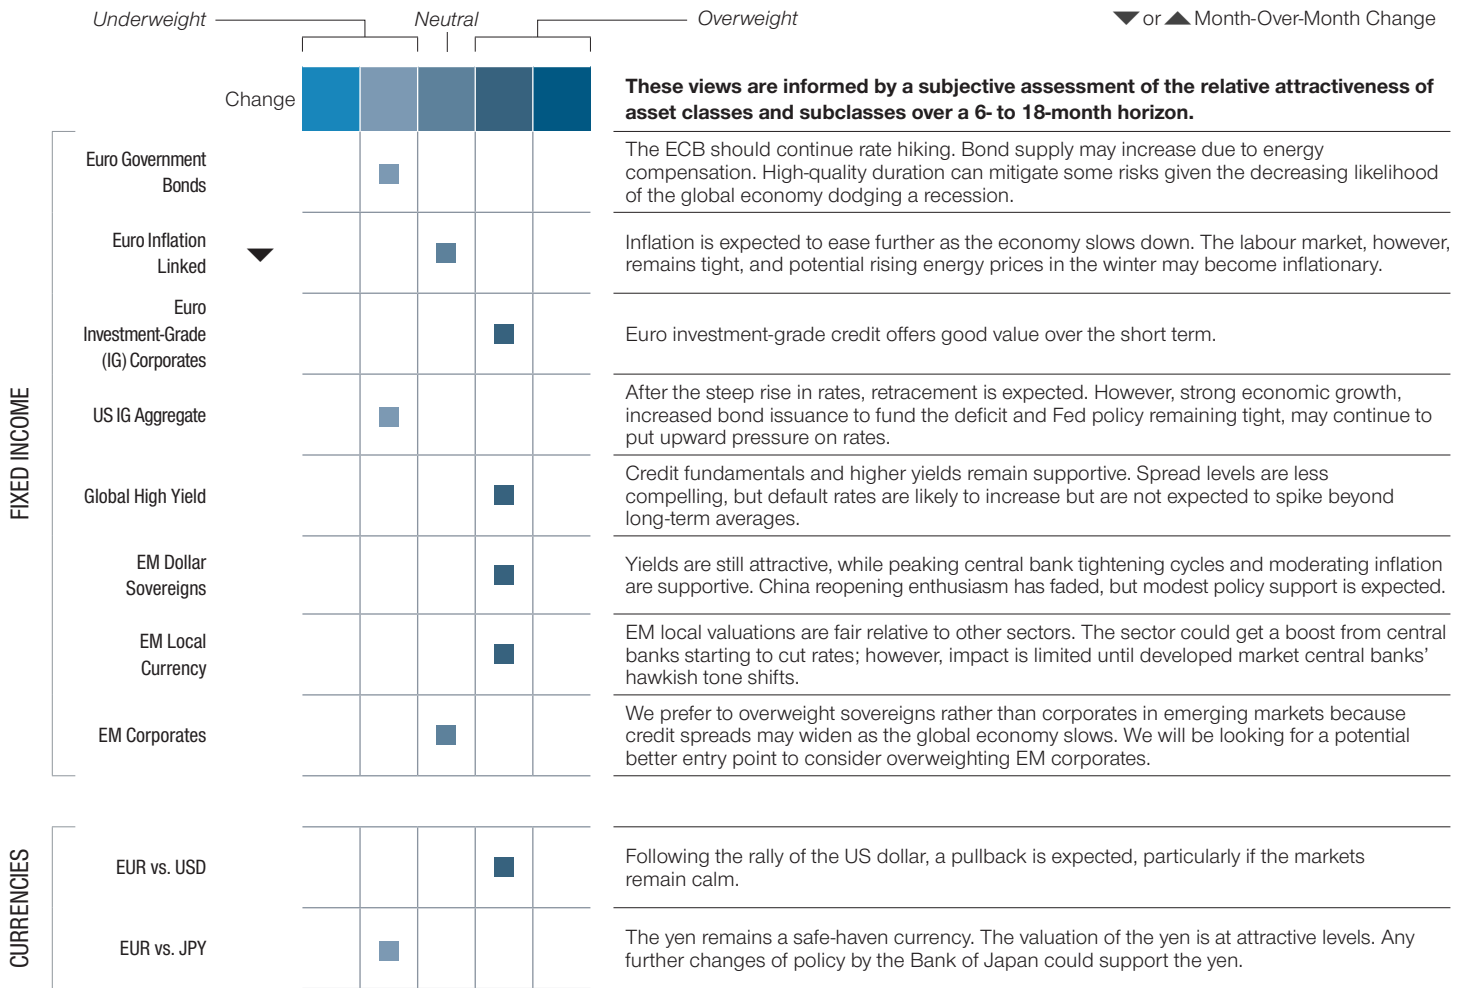 Underweight Neutral Overweight ▼ or ▲ Month-Over-Month Change
Change
These views are informed by a subjective assessment of the relative attractiveness of
asset classes and subclasses over a 6- to 18-month horizon.
FIXED INCOME
Euro Government
Bonds
The ECB should continue rate hiking. Bond supply may increase due to energy
compensation. High-quality duration can mitigate some risks given the decreasing likelihood
of the global economy dodging a recession.
Euro Inflation
Linked
▼
Inflation is expected to ease further as the economy slows down. The labour market, however,
remains tight, and potential rising energy prices in the winter may become inflationary.
Euro
Investment-Grade
(IG) Corporates
Euro investment-grade credit offers good value over the short term.
US IG Aggregate
After the steep rise in rates, retracement is expected. However, strong economic growth,
increased bond issuance to fund the deficit and Fed policy remaining tight, may continue to
put upward pressure on rates.
Global High Yield
Credit fundamentals and higher yields remain supportive. Spread levels are less
compelling, but default rates are likely to increase but are not expected to spike beyond
long-term averages.
EM Dollar
Sovereigns
Yields are still attractive, while peaking central bank tightening cycles and moderating inflation
are supportive. China reopening enthusiasm has faded, but modest policy support is expected.
EM Local
Currency
EM local valuations are fair relative to other sectors. The sector could get a boost from central
banks starting to cut rates; however, impact is limited until developed market central banks’
hawkish tone shifts.
EM Corporates
We prefer to overweight sovereigns rather than corporates in emerging markets because
credit spreads may widen as the global economy slows. We will be looking for a potential
better entry point to consider overweighting EM corporates.
CURRENCIES
EUR vs. USD
Following the rally of the US dollar, a pullback is expected, particularly if the markets
remain calm.
EUR vs. JPY
The yen remains a safe-haven currency. The valuation of the yen is at attractive levels. Any
further changes of policy by the Bank of Japan could support the yen.